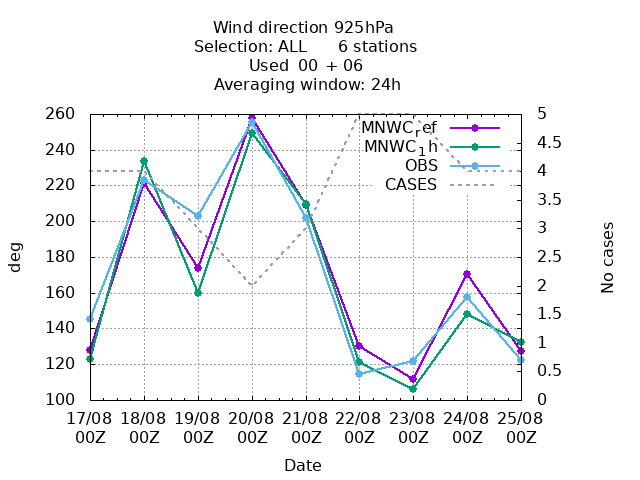 Wind direction 925hPa
Selection: ALL 6 stations
Used 00 + 06
Averaging window: 24h
260
240
220
200
180
160
140
120
100
5
4.5
4
3.5
3
2.5
2
1.5
1
0.5
0
MNWC_ref
MNWC_1h
OBS
CASES
deg
No cases
17/08 18/08 19/08 20/08 21/08 22/08 23/08 24/08 25/08
00Z 00Z 00Z 00Z 00Z 00Z 00Z 00Z 00Z
Date